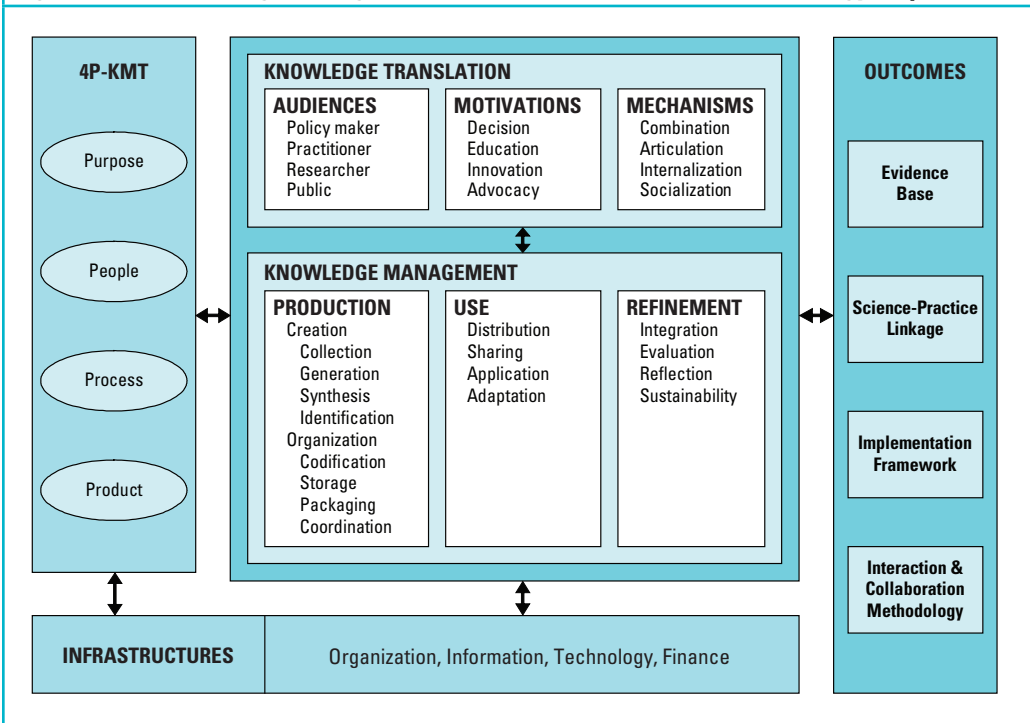 4P-KMT
Purpose
People
Process
Product
KNOWLEDGE TRANSLATION
AUDIENCES
Policy maker
Practitioner
Researcher
Public
MOTIVATIONS
Decision
Education
Innovation
Advocacy
MECHANISMS
Combination
Articulation
Internalization
Socialization
KNOWLEDGE MANAGEMENT
PRODUCTION
Creation
Collection
Generation
Synthesis
Identification
Organization
Codification
Storage
Packaging
Coordination
USE
Distribution
Sharing
Application
Adaptation
REFINEMENT
Integration
Evaluation
Reflection
Sustainability
OUTCOMES
Evidence
Base
Science-Practice
Linkage
Implementation
Framework
Interaction &
Collaboration
Methodology
INFRASTRUCTURES
Organization, Information, Technology, Finance